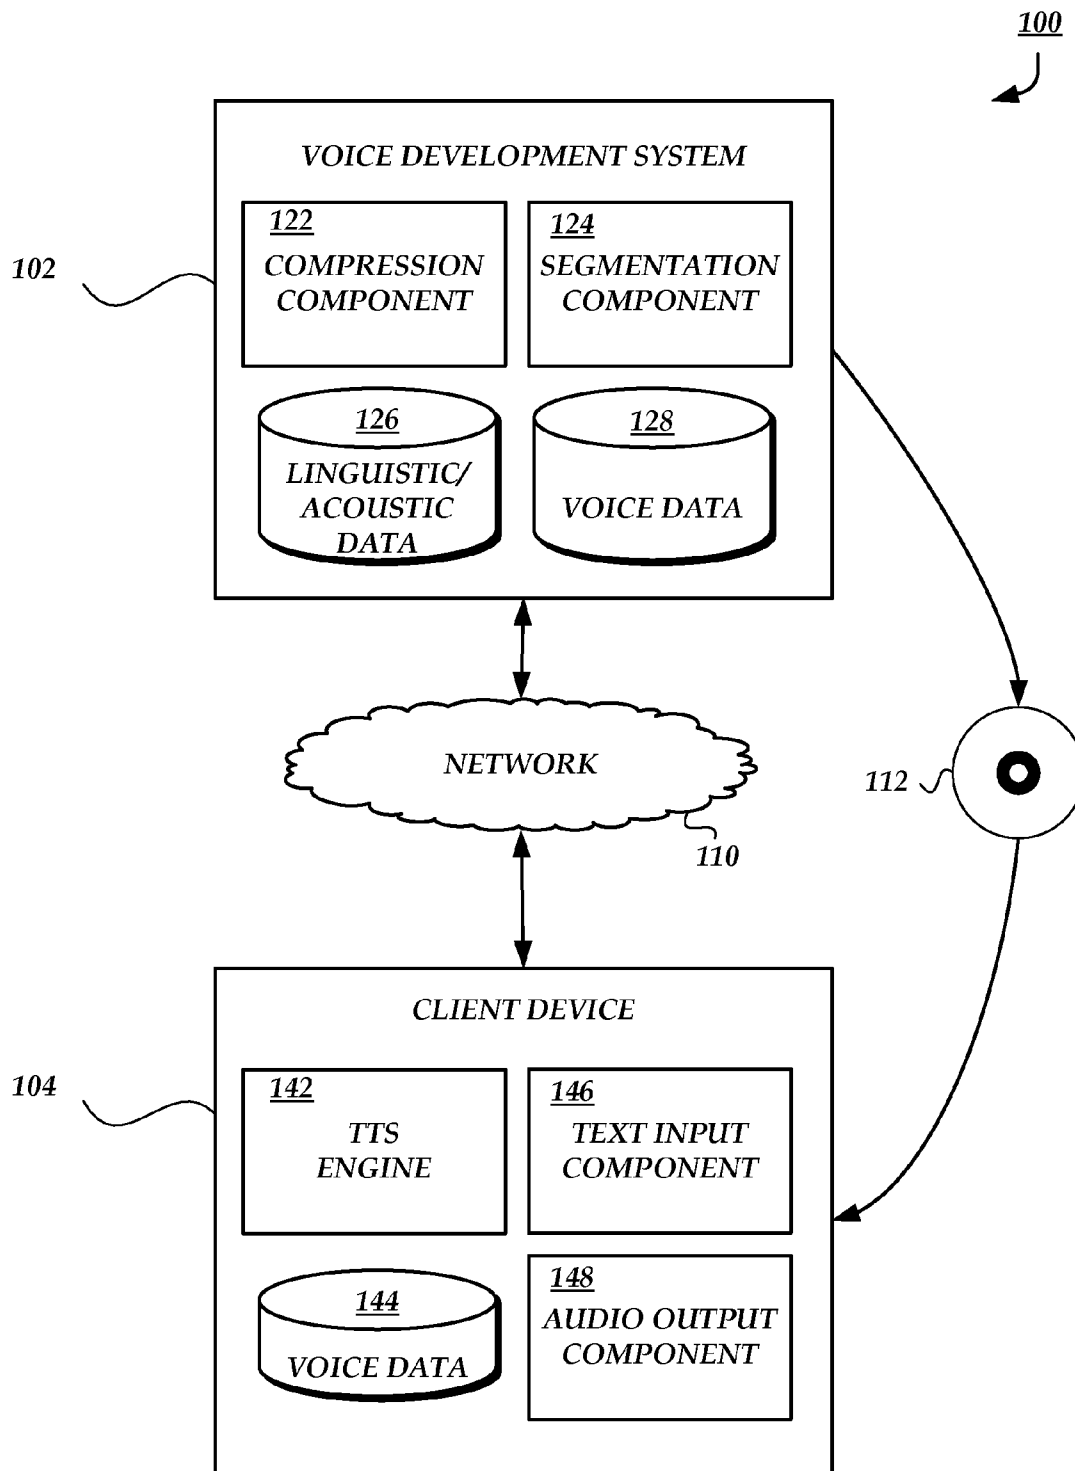 100
VOICE DEVELOPMENT SYSTEM
122
COMPRESSION
COMPONENT
124
SEGMENTATION
COMPONENT
102
126
LINGUISTIC/
ACOUSTIC
DATA
128
VOICE DATA
NETWORK
112
110
CLIENT DEVICE
104
142
TTS
ENGINE
146
TEXT INPUT
COMPONENT
144
VOICE DATA
148
AUDIO OUTPUT
COMPONENT